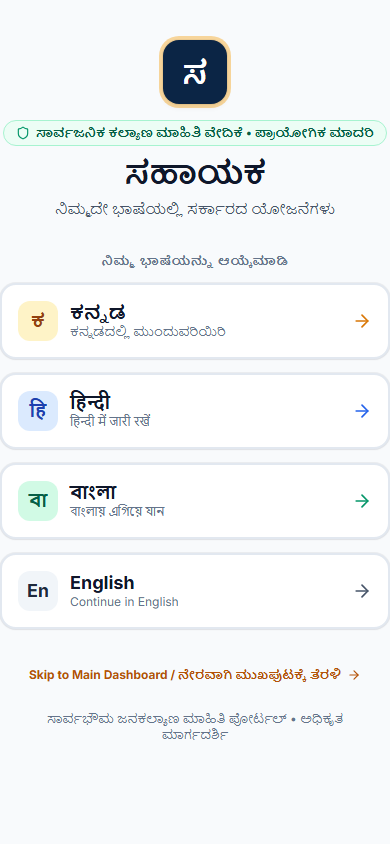 ಸ
ಸಾರ್ವಜನಿಕ ಕಲ್ಯಾಣ ಮಾಹಿತಿ ವೇದಿಕೆ • ಪ್ರಾಯೋಗಿಕ ಮಾದರಿ
ಸಹಾಯಕ
ನಿಮ್ಮದೇ ಭಾಷೆಯಲ್ಲಿ ಸರ್ಕಾರದ ಯೋಜನೆಗಳು
ನಿಮ್ಮ ಭಾಷೆಯನ್ನು ಆಯ್ಕೆಮಾಡಿ
ಕ
ಕನ್ನಡ
ಕನ್ನಡದಲ್ಲಿ ಮುಂದುವರಿಯಿರಿ
हि
हिन्दी
हिन्दी में जारी रखें
বা
বাংলা
বাংলায় এগিয়ে যান
En
English
Continue in English
Skip to Main Dashboard / ನೇರವಾಗಿ ಮುಖಪುಟಕ್ಕೆ ತೆರಳಿ →
ಸಾರ್ವಭೌಮ ಜನಕಲ್ಯಾಣ ಮಾಹಿತಿ ಪೋರ್ಟಲ್ • ಅಧಿಕೃತ
ಮಾರ್ಗದರ್ಶಿ